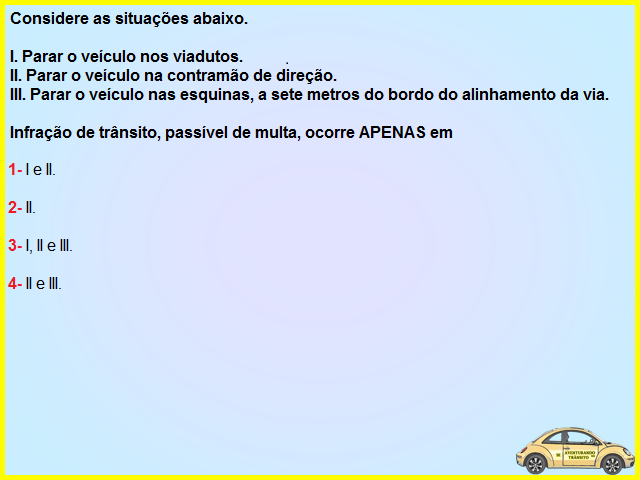 Considere as situações abaixo.
I. Parar o veículo nos viadutos.
II. Parar o veículo na contramão de direção.
III. Parar o veículo nas esquinas, a sete metros do bordo do alinhamento da via.
Infração de trânsito, passível de multa, ocorre APENAS em
1- I e II.
2- II.
3- I, II e III.
4- II e III.
AVENTURANDO
TRÂNSITO